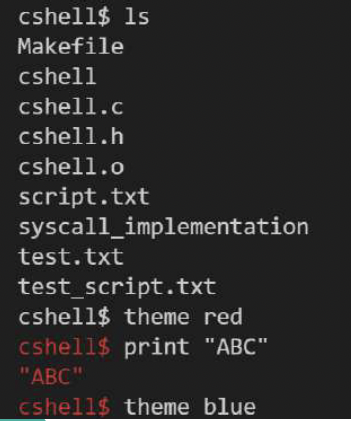 cshell$ ls
Makefile
cshell
cshell.c
cshell.h
cshell.o
script.txt
syscall_implementation
test.txt
test_script.txt
cshell$ theme red
cshell$ print "ABC"
"ABC"
cshell$ theme blue